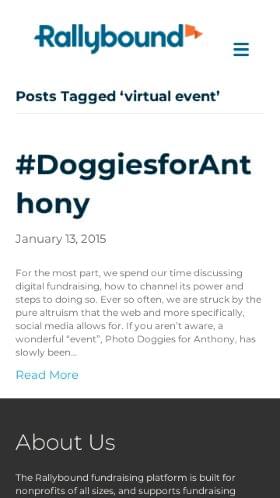 Rallybound
Posts Tagged ‘virtual event’
#DoggiesforAnt
hony
January 13, 2015
For the most part, we spend our time discussing
digital fundraising, how to channel its power and
steps to doing so. Ever so often, we are struck by the
pure altruism that the web and more specifically,
social media allows for. If you aren’t aware, a
wonderful “event”, Photo Doggies for Anthony, has
slowly been...
Read More
About Us
The Rallybound fundraising platform is built for
nonprofits of all sizes, and supports fundraising